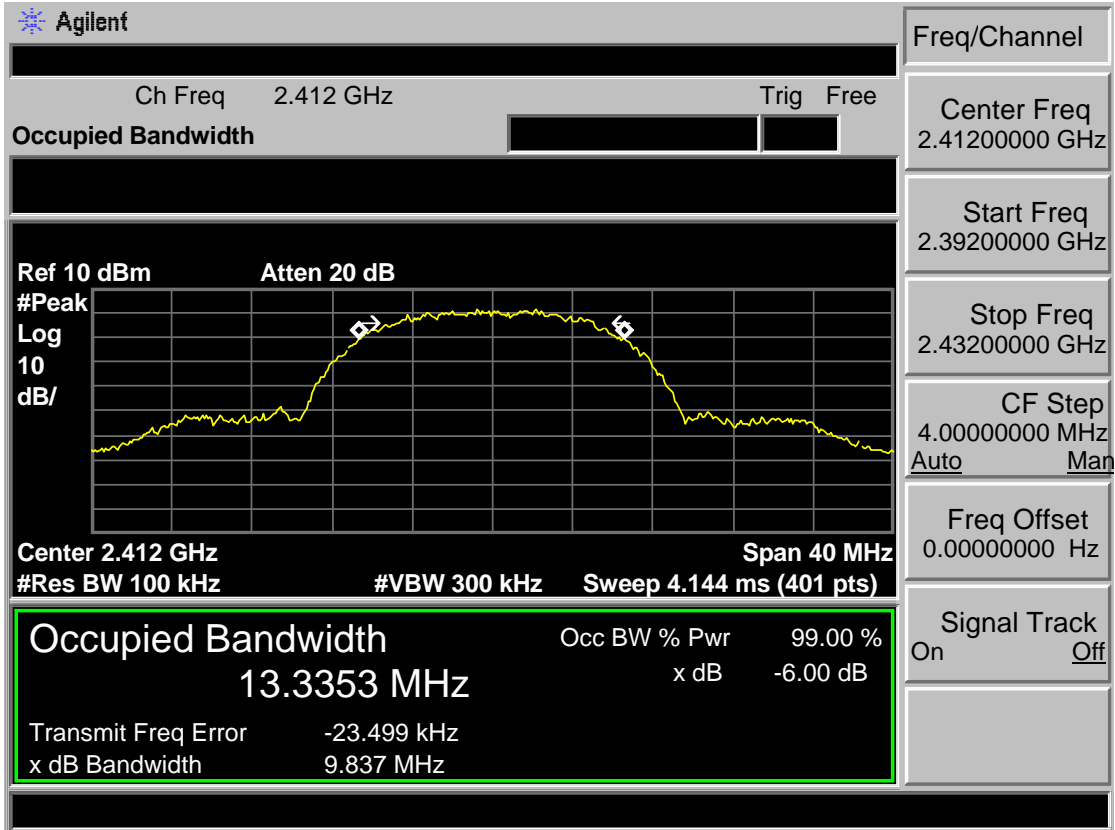 Agilent
Freq/Channel
Ch Freq 2.412 GHz Trig Free
Occupied Bandwidth
Center Freq
2.41200000 GHz
Start Freq
2.39200000 GHz
Stop Freq
2.43200000 GHz
CF Step
4.00000000 MHz
Auto Man
Freq Offset
0.00000000 Hz
Signal Track
On Off
Ref 10 dBm Atten 20 dB
#Peak
Log
10
dB/
Center 2.412 GHz Span 40 MHz
#Res BW 100 kHz #VBW 300 kHz Sweep 4.144 ms (401 pts)
Occupied Bandwidth Occ BW % Pwr 99.00 %
13.3353 MHz x dB -6.00 dB
Transmit Freq Error -23.499 kHz
x dB Bandwidth 9.837 MHz